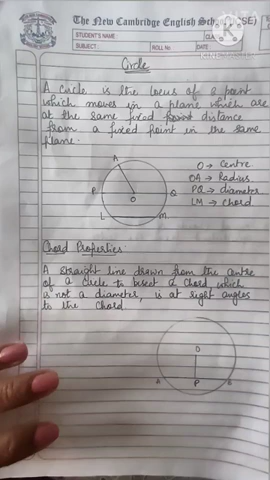 The New Cambridge English School (CBSE)
STUDENT'S NAME:
SUBJECT:
ROLL No.
KINEMASTER
Circle
A circle is the locus of a point
which moves in a plane which are
at the same fixed point distance
from a fixed point in the same
plane.
A
O → Centre
OA → Radius
PQ → diameter
LM → Chord
P
Q
O
L
M
Chord Properties:
A straight line drawn from the centre
of a circle to bisect a chord which
is not a diameter, is at right angles
to the chord.
O
A
P
B